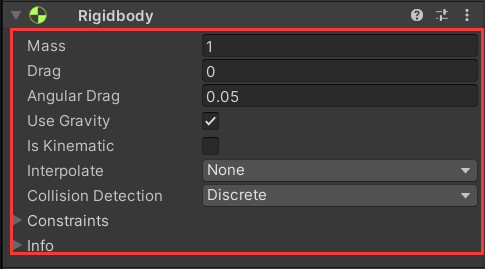 Rigidbody
Mass 1
Drag 0
Angular Drag 0.05
Use Gravity
Is Kinematic
Interpolate None
Collision Detection Discrete
Constraints
Info